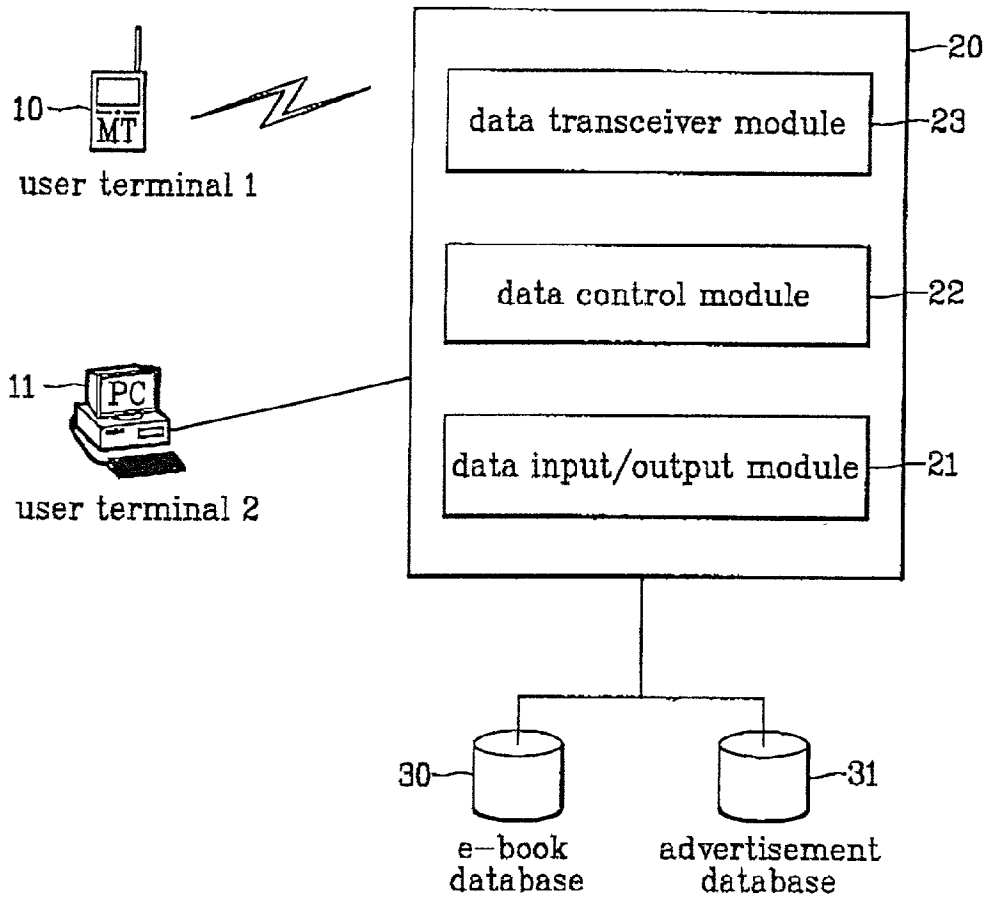 20
data transceiver module
23
10
MT
user terminal 1
data control module
22
11
PC
user terminal 2
data input/output module
21
30
31
e-book
database
advertisement
database